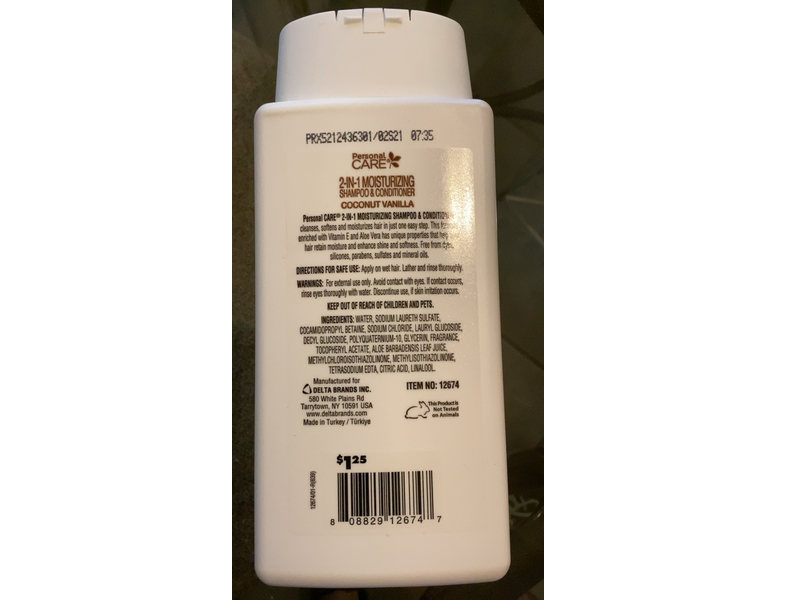 PRX5212436301/02S21 07:35
Personal
CARE
2-IN-1 MOISTURIZING
SHAMPOO & CONDITIONER
COCONUT VANILLA
Personal CARE® 2-IN-1 MOISTURIZING SHAMPOO &
cleanses, softens and moisturizes hair in just one easy step. This
enriched with Vitamin E and Aloe Vera has unique properties that
hair retain moisture and enhance shine and softness. Free from dyes,
silicones, parabens, sulfates and mineral oils.
DIRECTIONS FOR SAFE USE: Apply on wet hair. Lather and rinse thoroughly.
WARNINGS: For external use only. Avoid contact with eyes. If contact occurs,
rinse eyes thoroughly with water. Discontinue use, if skin irritation occurs.
KEEP OUT OF REACH OF CHILDREN AND PETS.
INGREDIENTS: WATER, SODIUM LAURETH SULFATE,
COCAMIDOPROPYL BETAINE, SODIUM CHLORIDE, LAURYL GLUCOSIDE,
DECYL GLUCOSIDE, POLYQUATERNIUM-10, GLYCERIN, FRAGRANCE,
TOCOPHERYL ACETATE, ALOE BARBADENSIS LEAF JUICE,
METHYLCHLOROISOTHIAZOLINONE, METHYLISOTHIAZOLINONE,
TETRASODIUM EDTA, CITRIC ACID, LINALOOL.
Manufactured for
DELTA BRANDS INC.
580 White Plains Rd
Tarrytown, NY 10591 USA
www.deltabrands.com
Made in Turkey / Türkiye
ITEM NO: 12674
This Product is
Not Tested
on Animals
$1.25
8 08829 12674 7